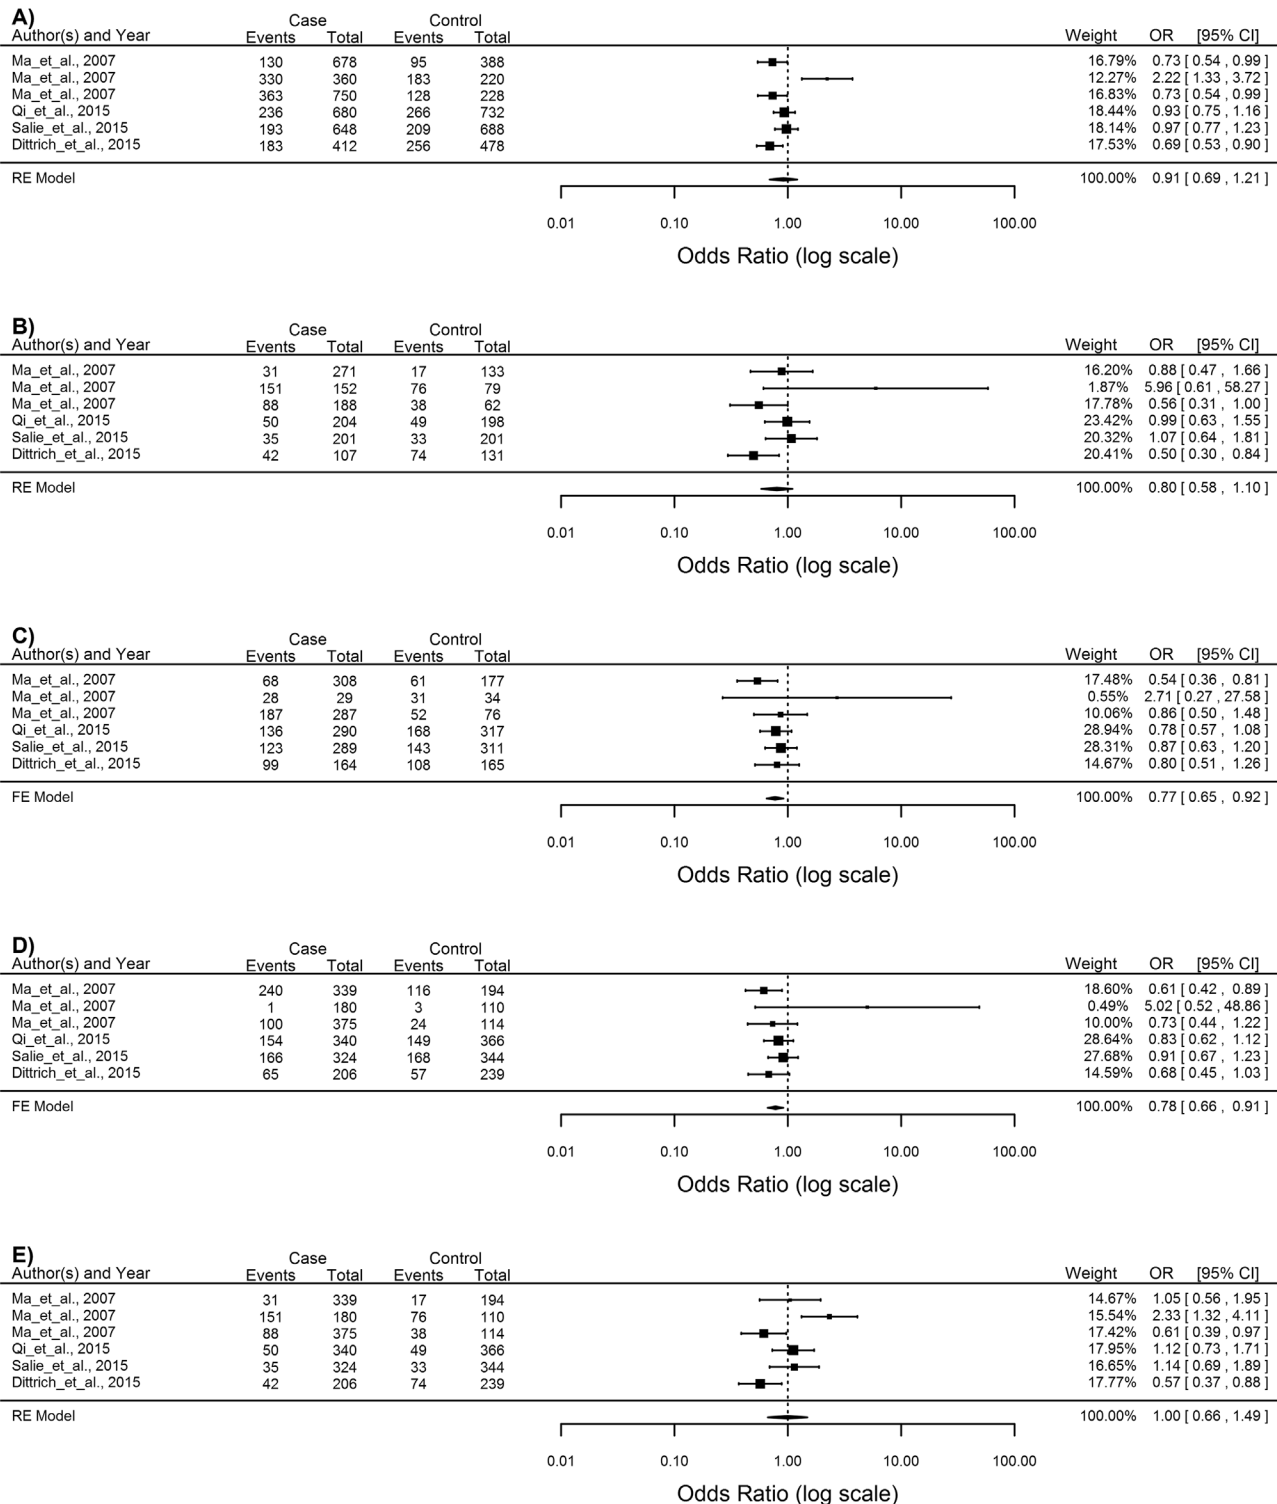 A)
Case Control
Author(s) and Year Events Total Events Total Weight OR [95% CI]
Ma_et_al., 2007 130 678 95 388 16.79% 0.73 [ 0.54 , 0.99 ]
Ma_et_al., 2007 330 360 183 220 12.27% 2.22 [ 1.33 , 3.72 ]
Ma_et_al., 2007 363 750 128 228 16.83% 0.73 [ 0.54 , 0.99 ]
Qi_et_al., 2015 236 680 266 732 18.44% 0.93 [ 0.75 , 1.16 ]
Salie_et_al., 2015 193 648 209 688 18.14% 0.97 [ 0.77 , 1.23 ]
Dittrich_et_al., 2015 183 412 256 478 17.53% 0.69 [ 0.53 , 0.90 ]
RE Model 100.00% 0.91 [ 0.69 , 1.21 ]
0.01 0.10 1.00 10.00 100.00
Odds Ratio (log scale)
B)
Case Control
Author(s) and Year Events Total Events Total Weight OR [95% CI]
Ma_et_al., 2007 31 271 17 133 16.20% 0.88 [ 0.47 , 1.66 ]
Ma_et_al., 2007 151 152 76 79 1.87% 5.96 [ 0.61 , 58.27 ]
Ma_et_al., 2007 88 188 38 62 17.78% 0.56 [ 0.31 , 1.00 ]
Qi_et_al., 2015 50 204 49 198 23.42% 0.99 [ 0.63 , 1.55 ]
Salie_et_al., 2015 35 201 33 201 20.32% 1.07 [ 0.64 , 1.81 ]
Dittrich_et_al., 2015 42 107 74 131 20.41% 0.50 [ 0.30 , 0.84 ]
RE Model 100.00% 0.80 [ 0.58 , 1.10 ]
0.01 0.10 1.00 10.00 100.00
Odds Ratio (log scale)
C)
Case Control
Author(s) and Year Events Total Events Total Weight OR [95% CI]
Ma_et_al., 2007 68 308 61 177 17.48% 0.54 [ 0.36 , 0.81 ]
Ma_et_al., 2007 28 29 31 34 0.55% 2.71 [ 0.27 , 27.58 ]
Ma_et_al., 2007 187 287 52 76 10.06% 0.86 [ 0.50 , 1.48 ]
Qi_et_al., 2015 136 290 168 317 28.94% 0.78 [ 0.57 , 1.08 ]
Salie_et_al., 2015 123 289 143 311 28.31% 0.87 [ 0.63 , 1.20 ]
Dittrich_et_al., 2015 99 164 108 165 14.67% 0.80 [ 0.51 , 1.26 ]
FE Model 100.00% 0.77 [ 0.65 , 0.92 ]
0.01 0.10 1.00 10.00 100.00
Odds Ratio (log scale)
D)
Case Control
Author(s) and Year Events Total Events Total Weight OR [95% CI]
Ma_et_al., 2007 240 339 116 194 18.60% 0.61 [ 0.42 , 0.89 ]
Ma_et_al., 2007 1 180 3 110 0.49% 5.02 [ 0.52 , 48.86 ]
Ma_et_al., 2007 100 375 24 114 10.00% 0.73 [ 0.44 , 1.22 ]
Qi_et_al., 2015 154 340 149 366 28.64% 0.83 [ 0.62 , 1.12 ]
Salie_et_al., 2015 166 324 168 344 27.68% 0.91 [ 0.67 , 1.23 ]
Dittrich_et_al., 2015 65 206 57 239 14.59% 0.68 [ 0.45 , 1.03 ]
FE Model 100.00% 0.78 [ 0.66 , 0.91 ]
0.01 0.10 1.00 10.00 100.00
Odds Ratio (log scale)
E)
Case Control
Author(s) and Year Events Total Events Total Weight OR [95% CI]
Ma_et_al., 2007 31 339 17 194 14.67% 1.05 [ 0.56 , 1.95 ]
Ma_et_al., 2007 151 180 76 110 15.54% 2.33 [ 1.32 , 4.11 ]
Ma_et_al., 2007 88 375 38 114 17.42% 0.61 [ 0.39 , 0.97 ]
Qi_et_al., 2015 50 340 49 366 17.95% 1.12 [ 0.73 , 1.71 ]
Salie_et_al., 2015 35 324 33 344 16.65% 1.14 [ 0.69 , 1.89 ]
Dittrich_et_al., 2015 42 206 74 239 17.77% 0.57 [ 0.37 , 0.88 ]
RE Model 100.00% 1.00 [ 0.66 , 1.49 ]
0.01 0.10 1.00 10.00 100.00
Odds Ratio (log scale)